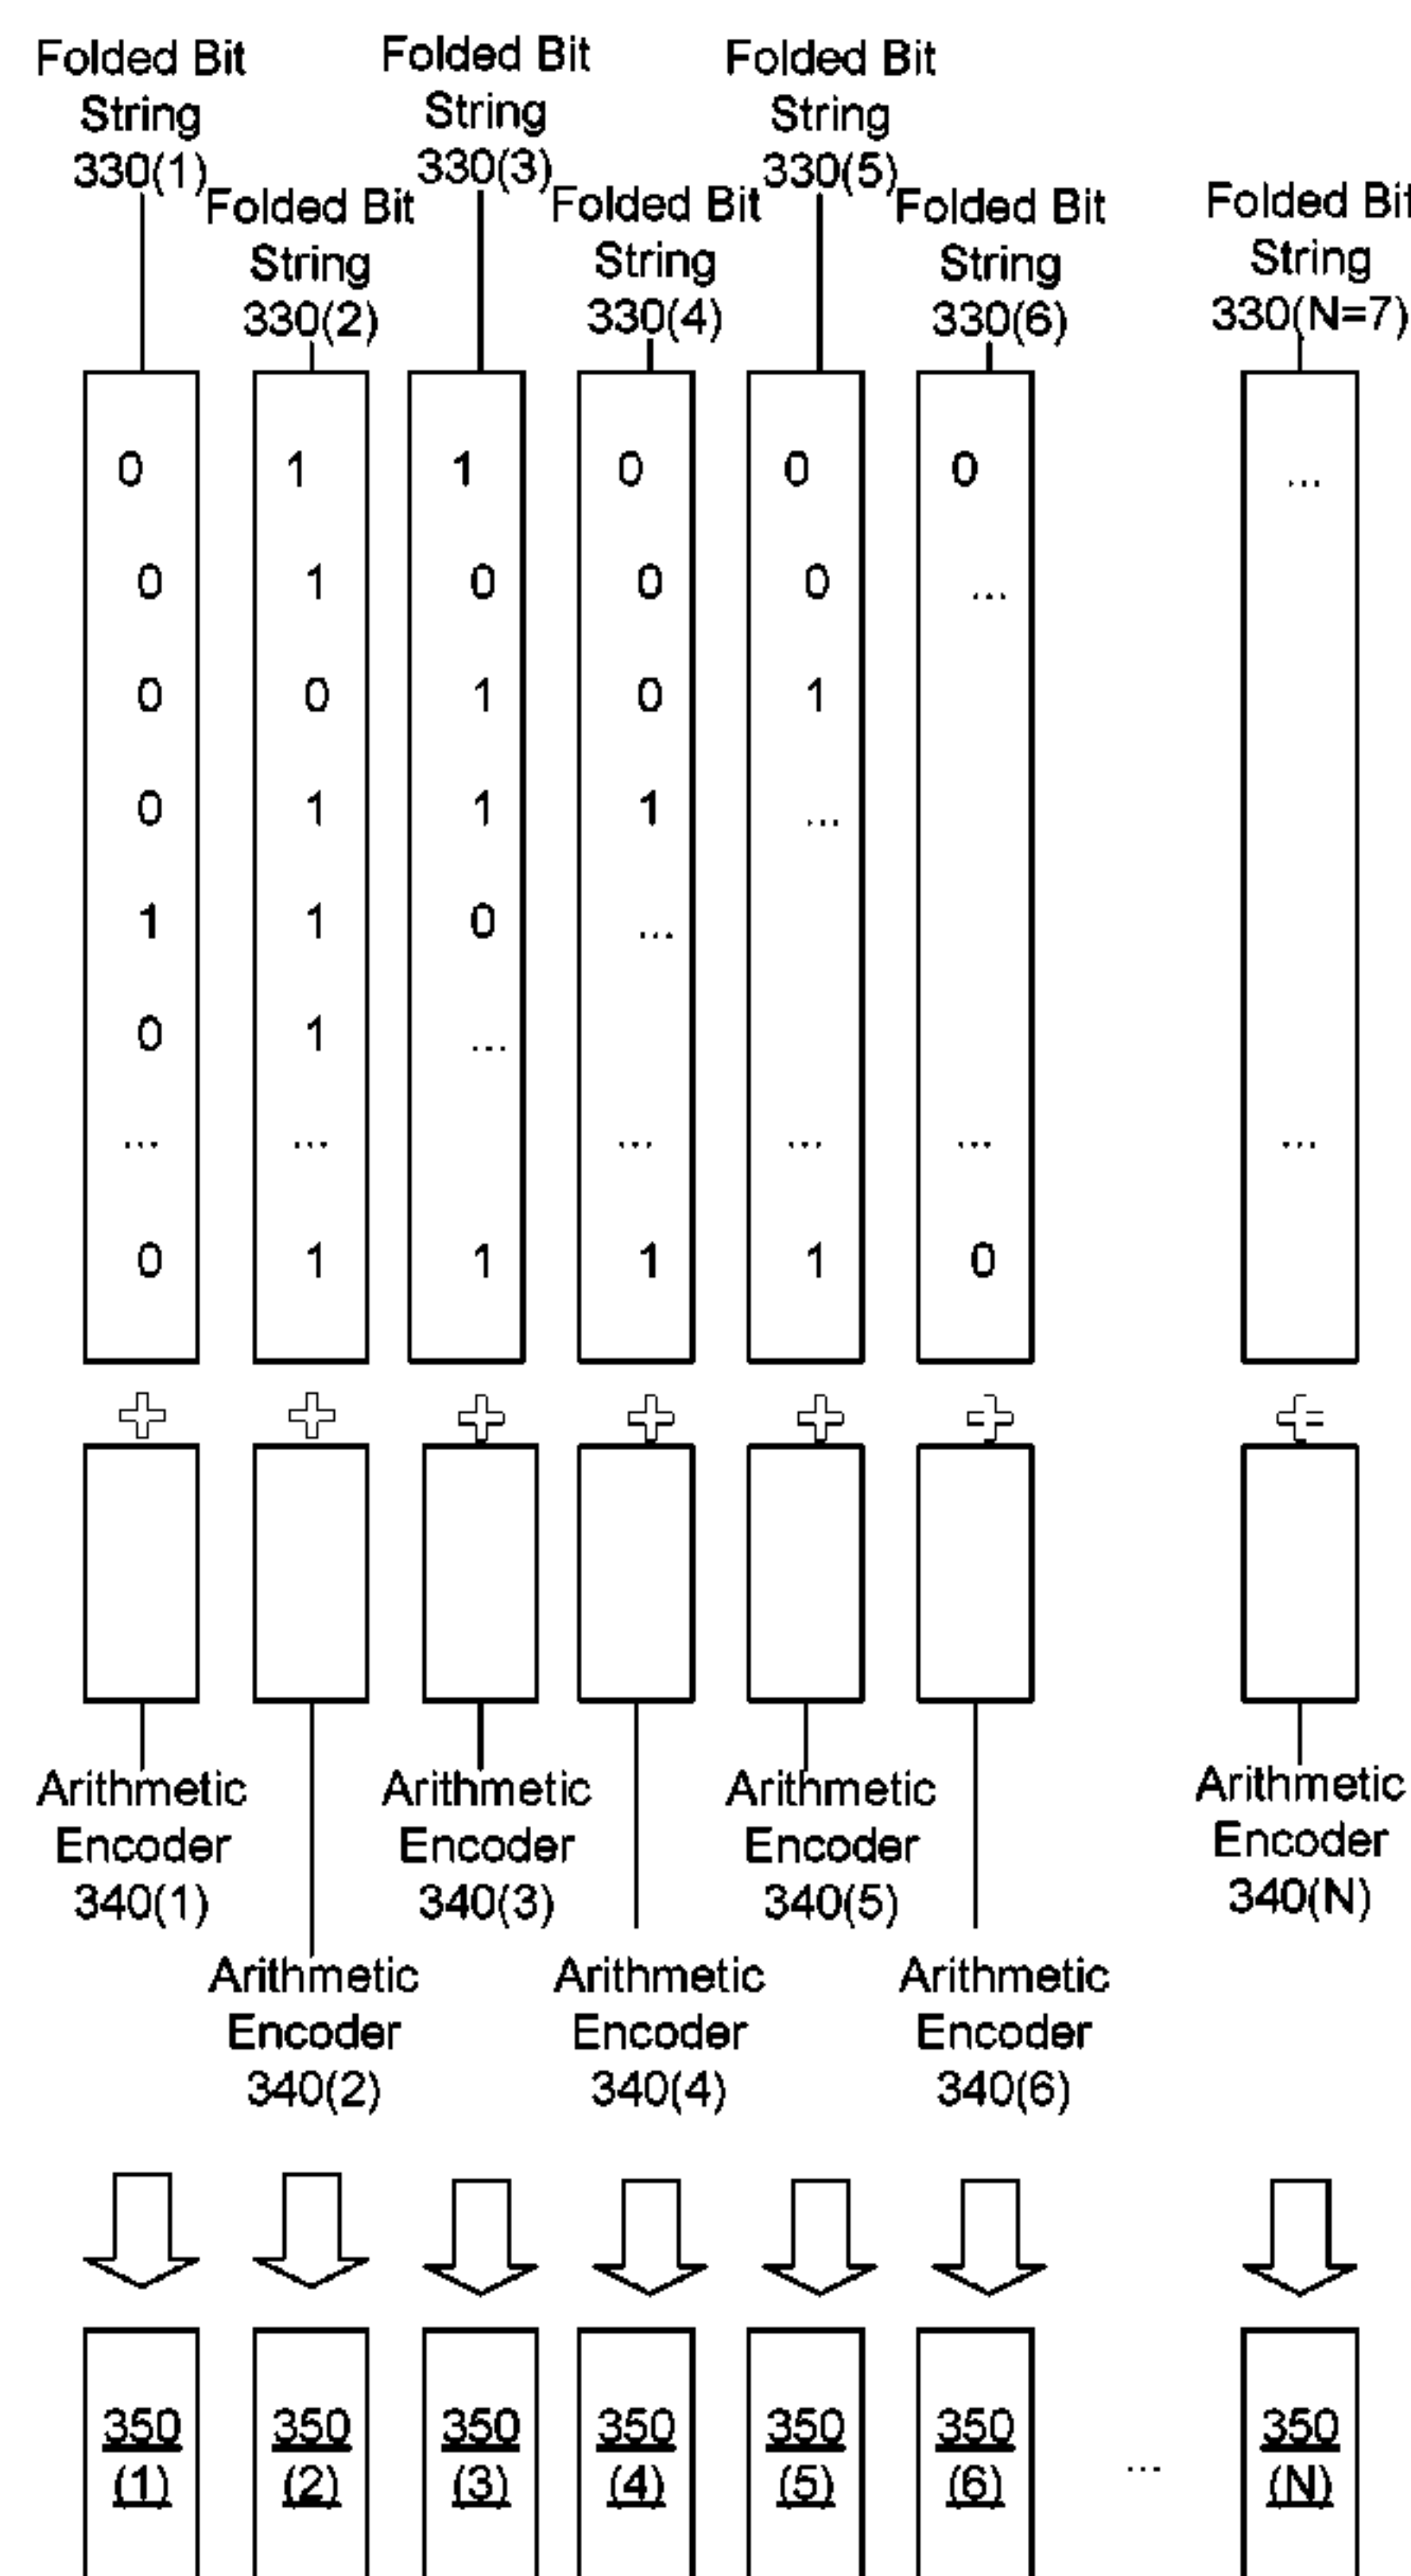 Folded Bit
String
330(1)
Folded Bit
String
330(3)
Folded Bit
String
330(5)
Folded Bit
String
330(2)
Folded Bit
String
330(4)
Folded Bit
String
330(6)
Folded Bit
String
330(N=7)
0 1 1 0 0 0 ...
0 1 0 0 0 ...
0 0 1 0 1
0 1 1 1 ...
1 1 0 ...
0 1 ...
... ... ... ... ... ...
0 1 1 1 1 0
Arithmetic
Encoder
340(1)
Arithmetic
Encoder
340(3)
Arithmetic
Encoder
340(5)
Arithmetic
Encoder
340(N)
Arithmetic
Encoder
340(2)
Arithmetic
Encoder
340(4)
Arithmetic
Encoder
340(6)
350
(1)
350
(2)
350
(3)
350
(4)
350
(5)
350
(6)
...
350
(N)